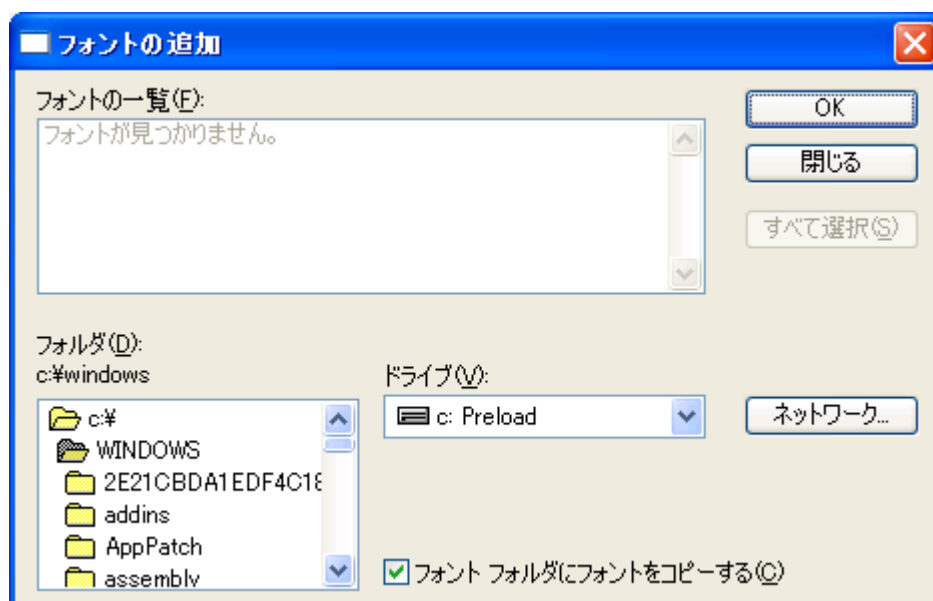 フォントの追加
フォントの一覧(F):
フォントが見つかりません。
OK
閉じる
すべて選択(S)
フォルダ(D):
c:¥windows
ドライブ(V):
c:¥
WINDOWS
2E21CBDA1EDF4C18
addins
AppPatch
assembly
c: Preload
ネットワーク...
フォント フォルダにフォントをコピーする(C)